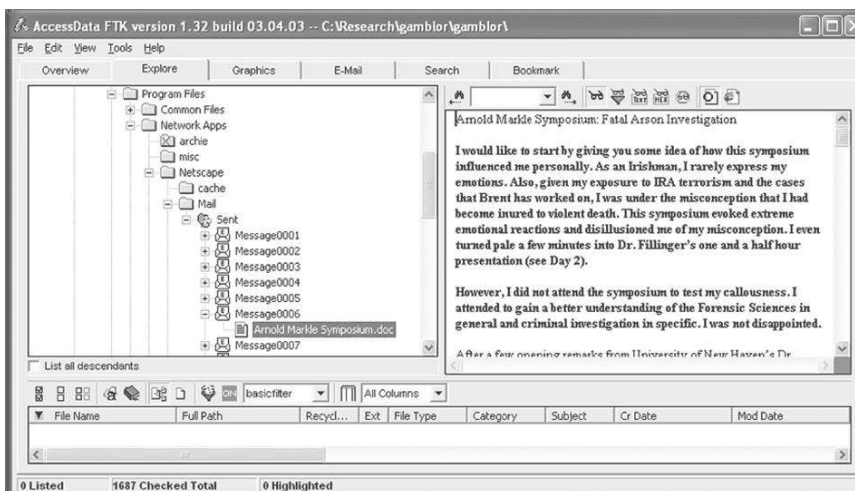 AccessData FTK version 1.32 build 03.04.03 -- C:\Research\gamblor\gamblor\
File Edit View Tools Help
Overview Explore Graphics E-Mail Search Bookmark
Program Files
Common Files
Network Apps
archie
misc
Netscape
cache
Mail
Sent
Message0001
Message0002
Message0003
Message0004
Message0005
Message0006
Arnold Markle Symposium.doc
Message0007
List all descendants
TEXT HEX
Arnold Markle Symposium: Fatal Arson Investigation
I would like to start by giving you some idea of how this symposium
influenced me personally. As an Irishman, I rarely express my
emotions. Also, given my exposure to IRA terrorism and the cases
that Brent has worked on, I was under the misconception that I had
become inured to violent death. This symposium evoked extreme
emotional reactions and disillusioned me of my misconception. I even
turned pale a few minutes into Dr. Fillinger's one and a half hour
presentation (see Day 2).
However, I did not attend the symposium to test my callousness. I
attended to gain a better understanding of the Forensic Sciences in
general and criminal investigation in specific. I was not disappointed.
After a few opening remarks from University of New Haven's Dr.
ON basicfilter All Columns
File Name Full Path Recycl... Ext File Type Category Subject Cr Date Mod Date
0 Listed 1687 Checked Total 0 Highlighted